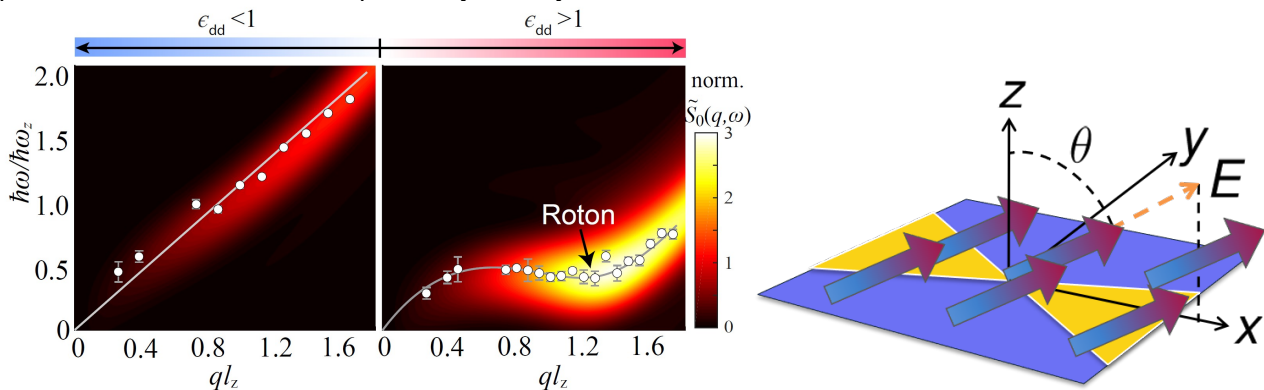 ϵdd <1
ϵdd >1
norm.
S̃0(q,ω)
ħω/ħωz
2.0
1.5
1.0
0.5
0
0 0.4 0.8 1.2 1.6
qlz
Roton
0 0.4 0.8 1.2 1.6
qlz
3
2
1
0
z
θ
y
E
x